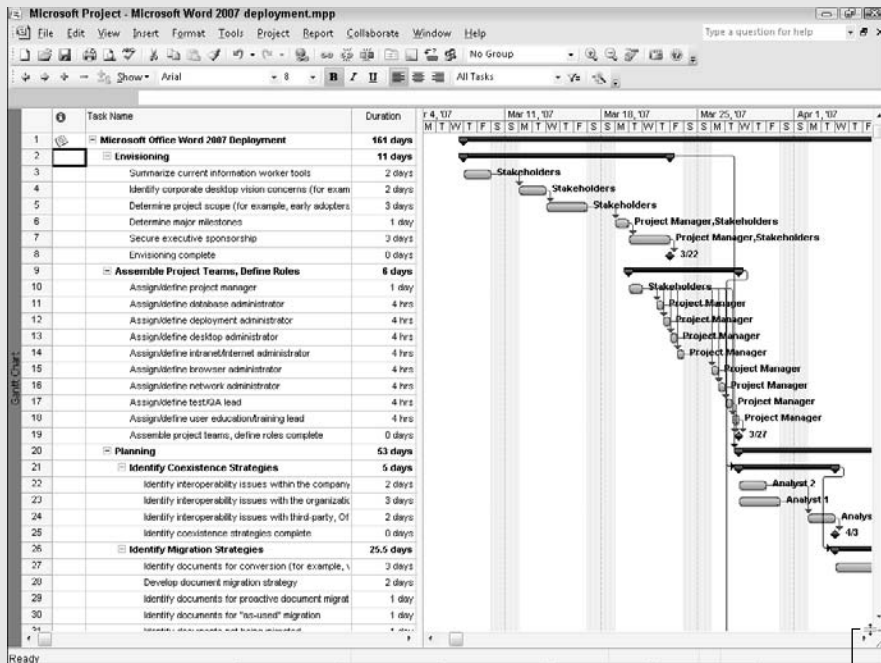 Microsoft Project - Microsoft Word 2007 deployment.mpp
File Edit View Insert Format Tools Project Report Collaborate Window Help Type a question for help
No Group
Show Arial 8 B I U All Tasks
Task Name Duration r 4, '07 Mar 11, '07 Mar 18, '07 Mar 25, '07 Apr 1, '07
M T W T F S S M T W T F S S M T W T F S S M T W T F S S M T W T F
1 Microsoft Office Word 2007 Deployment 161 days
2 Envisioning 11 days
3 Summarize current information worker tools 2 days Stakeholders
4 Identify corporate desktop vision concerns (for exam 2 days Stakeholders
5 Determine project scope (for example, early adopters 3 days Stakeholders
6 Determine major milestones 1 day Project Manager,Stakeholders
7 Secure executive sponsorship 3 days Project Manager,Stakeholders
8 Envisioning complete 0 days 3/22
9 Assemble Project Teams, Define Roles 6 days
10 Assign/define project manager 1 day Stakeholders
11 Assign/define database administrator 4 hrs Project Manager
12 Assign/define deployment administrator 4 hrs Project Manager
13 Assign/define desktop administrator 4 hrs Project Manager
14 Assign/define intranet/Internet administrator 4 hrs Project Manager
15 Assign/define browser administrator 4 hrs Project Manager
16 Assign/define network administrator 4 hrs Project Manager
17 Assign/define test/QA lead 4 hrs Project Manager
18 Assign/define user education/training lead 4 hrs Project Manager
19 Assemble project teams, define roles complete 0 days 3/27
20 Planning 53 days
21 Identify Coexistence Strategies 5 days
22 Identify interoperability issues within the company 2 days Analyst 2
23 Identify interoperability issues with the organizatic 3 days Analyst 1
24 Identify interoperability issues with third-party, Of 2 days Analys
25 Identify coexistence strategies complete 0 days 4/3
26 Identify Migration Strategies 25.5 days
27 Identify documents for conversion (for example, v 3 days
28 Develop document migration strategy 2 days
29 Identify documents for proactive document migrat 1 day
30 Identify documents for "as-used" migration 1 day
Gantt Chart
Ready